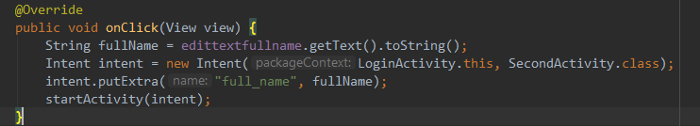 @Override
public void onClick(View view) {
String fullName = edittextfullname.getText().toString();
Intent intent = new Intent( packageContext: LoginActivity.this, SecondActivity.class);
intent.putExtra( name: "full_name", fullName);
startActivity(intent);
}